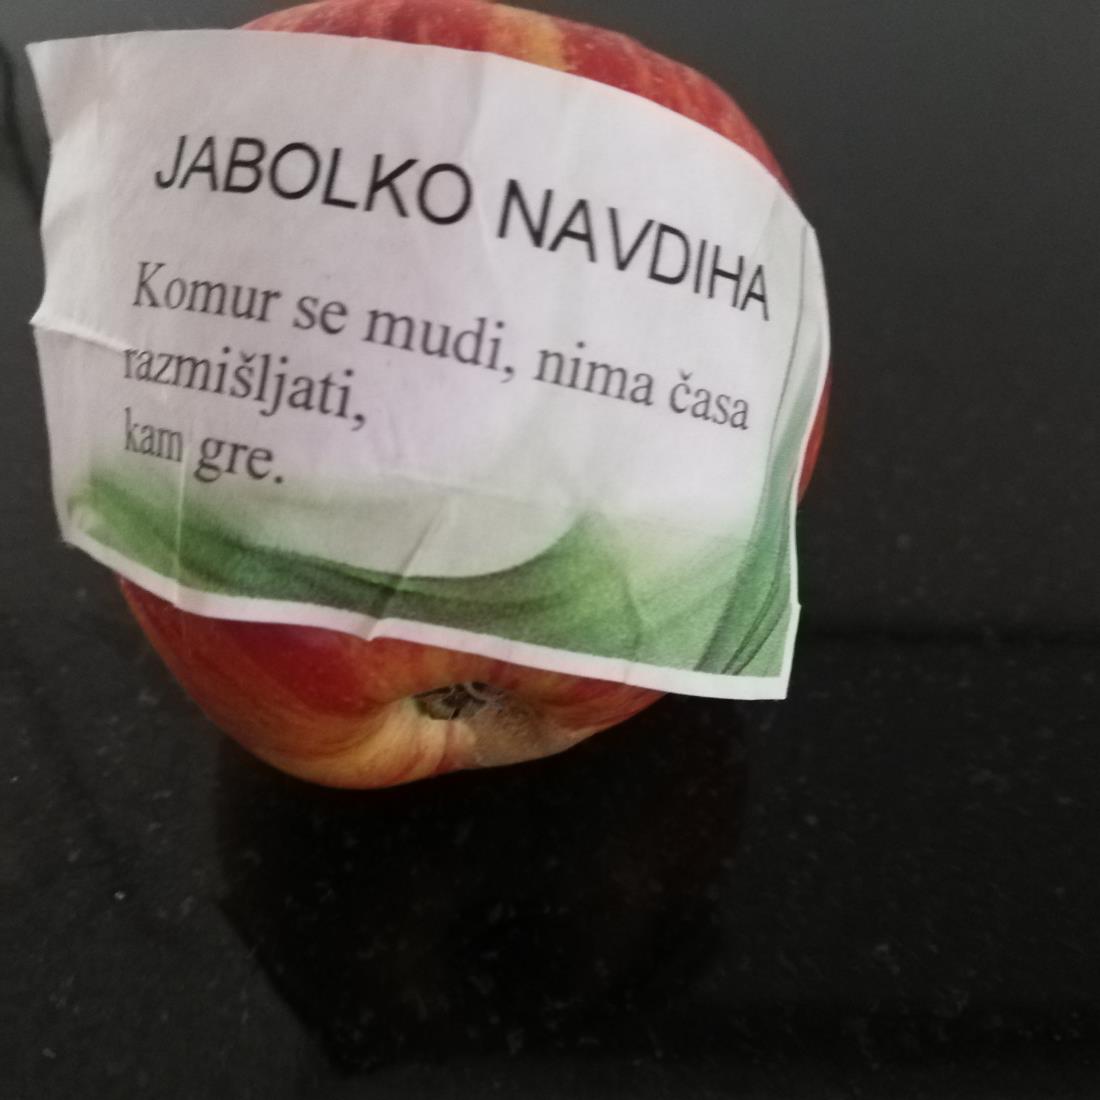 JABOLKO NAVDIHA
Komur se mudi, nima časa
razmišljati,
kam gre.